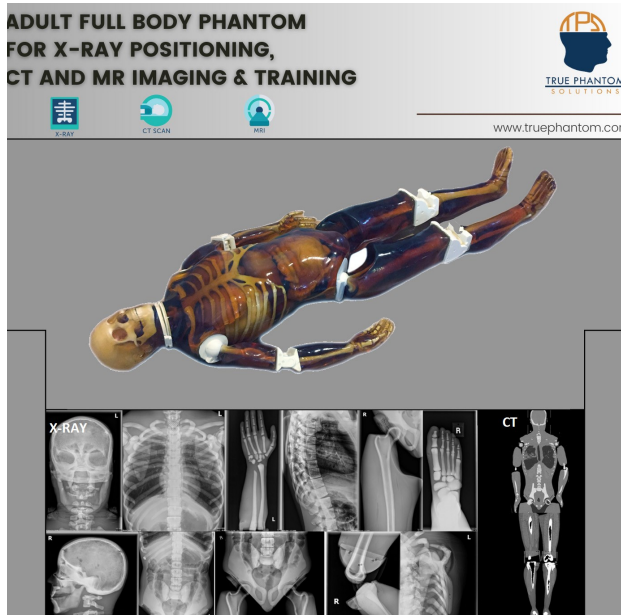 ADULT FULL BODY PHANTOM
FOR X-RAY POSITIONING,
CT AND MR IMAGING & TRAINING
X-RAY
CT SCAN
MRI
TPS
TRUE PHANTOM
SOLUTIONS
www.truephantom.com
X-RAY
CT
L
L
L
R
R
R
R
L